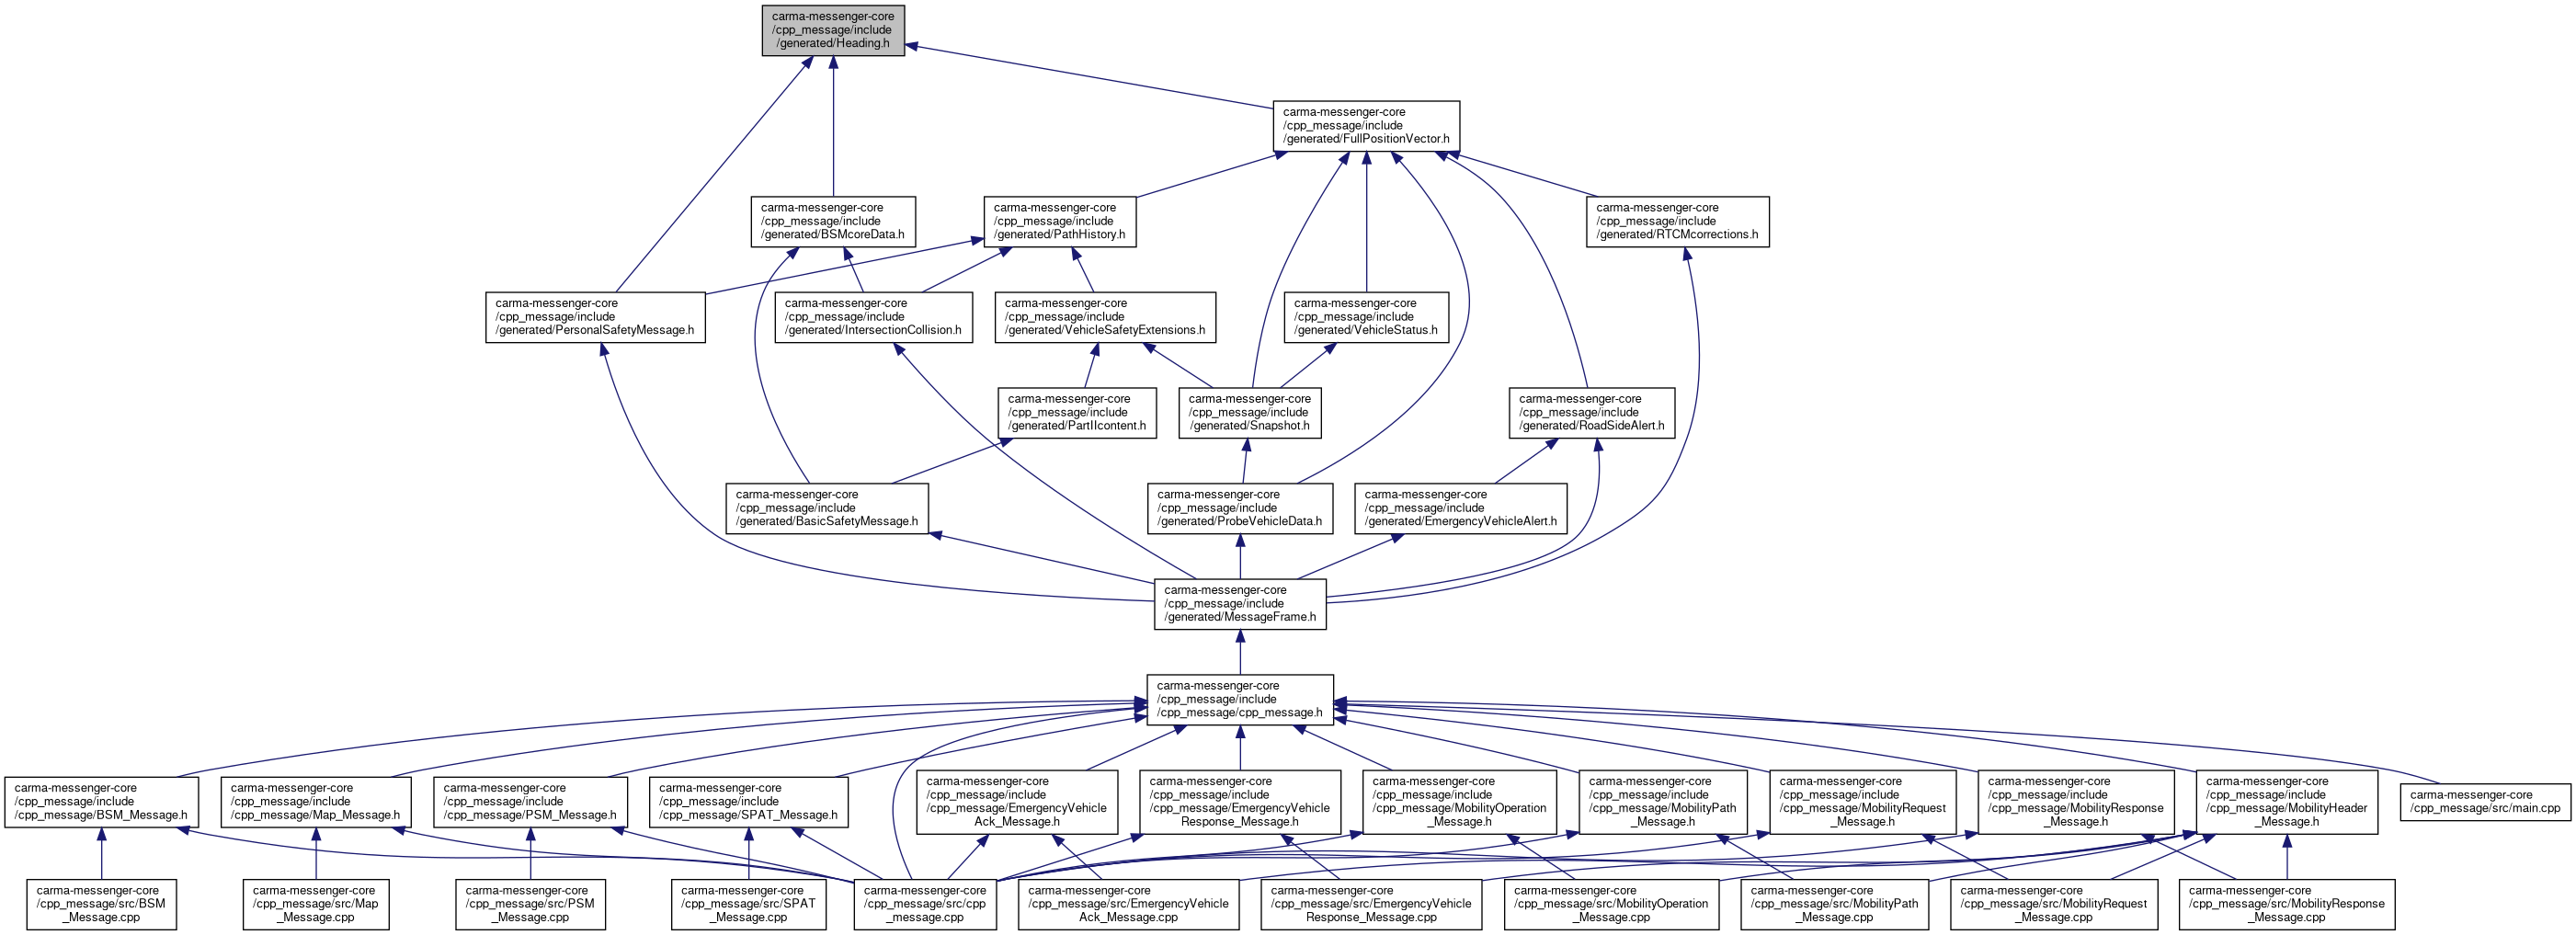 carma-messenger-core
/cpp_message/include
/generated/Heading.h
carma-messenger-core
/cpp_message/include
/generated/FullPositionVector.h
carma-messenger-core
/cpp_message/include
/generated/BSMcoreData.h
carma-messenger-core
/cpp_message/include
/generated/PathHistory.h
carma-messenger-core
/cpp_message/include
/generated/RTCMcorrections.h
carma-messenger-core
/cpp_message/include
/generated/PersonalSafetyMessage.h
carma-messenger-core
/cpp_message/include
/generated/IntersectionCollision.h
carma-messenger-core
/cpp_message/include
/generated/VehicleSafetyExtensions.h
carma-messenger-core
/cpp_message/include
/generated/VehicleStatus.h
carma-messenger-core
/cpp_message/include
/generated/PartIIcontent.h
carma-messenger-core
/cpp_message/include
/generated/Snapshot.h
carma-messenger-core
/cpp_message/include
/generated/RoadSideAlert.h
carma-messenger-core
/cpp_message/include
/generated/BasicSafetyMessage.h
carma-messenger-core
/cpp_message/include
/generated/ProbeVehicleData.h
carma-messenger-core
/cpp_message/include
/generated/EmergencyVehicleAlert.h
carma-messenger-core
/cpp_message/include
/generated/MessageFrame.h
carma-messenger-core
/cpp_message/include
/cpp_message/cpp_message.h
carma-messenger-core
/cpp_message/include
/cpp_message/BSM_Message.h
carma-messenger-core
/cpp_message/include
/cpp_message/Map_Message.h
carma-messenger-core
/cpp_message/include
/cpp_message/PSM_Message.h
carma-messenger-core
/cpp_message/include
/cpp_message/SPAT_Message.h
carma-messenger-core
/cpp_message/include
/cpp_message/EmergencyVehicle
Ack_Message.h
carma-messenger-core
/cpp_message/include
/cpp_message/EmergencyVehicle
Response_Message.h
carma-messenger-core
/cpp_message/include
/cpp_message/MobilityOperation
_Message.h
carma-messenger-core
/cpp_message/include
/cpp_message/MobilityPath
_Message.h
carma-messenger-core
/cpp_message/include
/cpp_message/MobilityRequest
_Message.h
carma-messenger-core
/cpp_message/include
/cpp_message/MobilityResponse
_Message.h
carma-messenger-core
/cpp_message/include
/cpp_message/MobilityHeader
_Message.h
carma-messenger-core
/cpp_message/src/main.cpp
carma-messenger-core
/cpp_message/src/BSM
_Message.cpp
carma-messenger-core
/cpp_message/src/Map
_Message.cpp
carma-messenger-core
/cpp_message/src/PSM
_Message.cpp
carma-messenger-core
/cpp_message/src/SPAT
_Message.cpp
carma-messenger-core
/cpp_message/src/cpp
_message.cpp
carma-messenger-core
/cpp_message/src/EmergencyVehicle
Ack_Message.cpp
carma-messenger-core
/cpp_message/src/EmergencyVehicle
Response_Message.cpp
carma-messenger-core
/cpp_message/src/MobilityOperation
_Message.cpp
carma-messenger-core
/cpp_message/src/MobilityPath
_Message.cpp
carma-messenger-core
/cpp_message/src/MobilityRequest
_Message.cpp
carma-messenger-core
/cpp_message/src/MobilityResponse
_Message.cpp